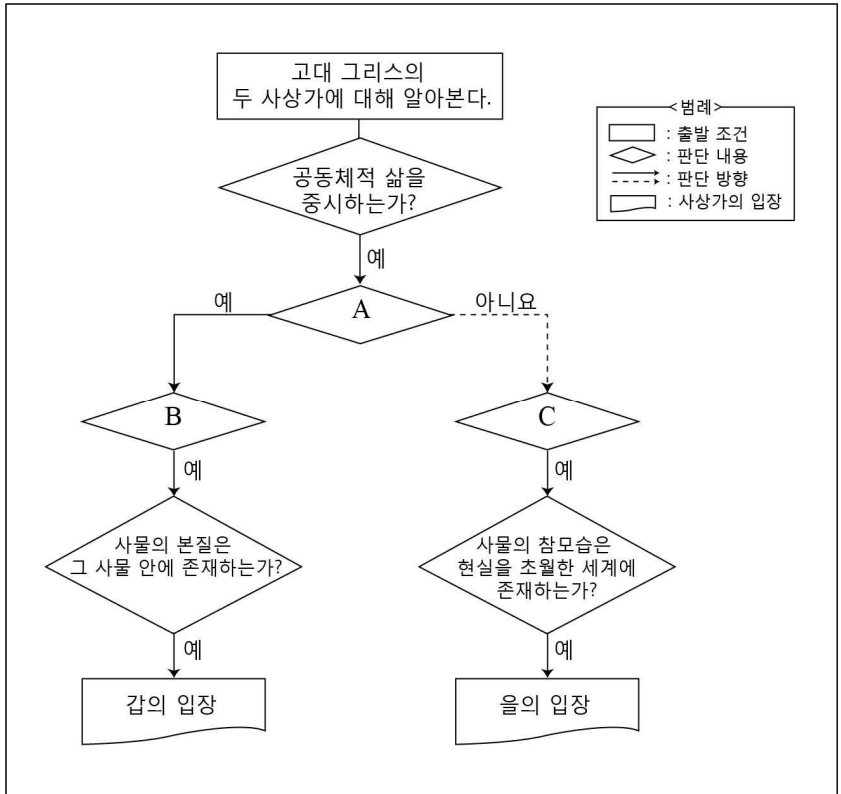 고대 그리스의
두 사상가에 대해 알아본다.
<범례>
: 출발 조건
: 판단 내용
: 판단 방향
: 사상가의 입장
공동체적 삶을
중시하는가?
예
예
A
아니요
B
C
예
예
사물의 본질은
그 사물 안에 존재하는가?
사물의 참모습은
현실을 초월한 세계에
존재하는가?
예
예
갑의 입장
을의 입장